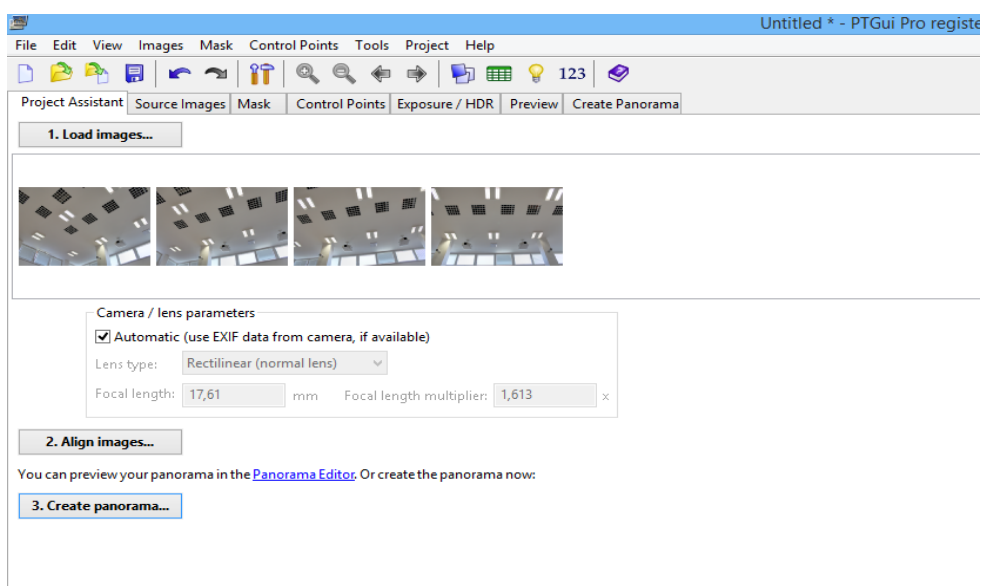 Untitled * - PTGui Pro registe
File Edit View Images Mask Control Points Tools Project Help
123
Project Assistant Source Images Mask Control Points Exposure / HDR Preview Create Panorama
1. Load images...
Camera / lens parameters
Automatic (use EXIF data from camera, if available)
Lens type: Rectilinear (normal lens)
Focal length: 17,61 mm Focal length multiplier: 1,613 x
2. Align images...
You can preview your panorama in the Panorama Editor. Or create the panorama now:
3. Create panorama...